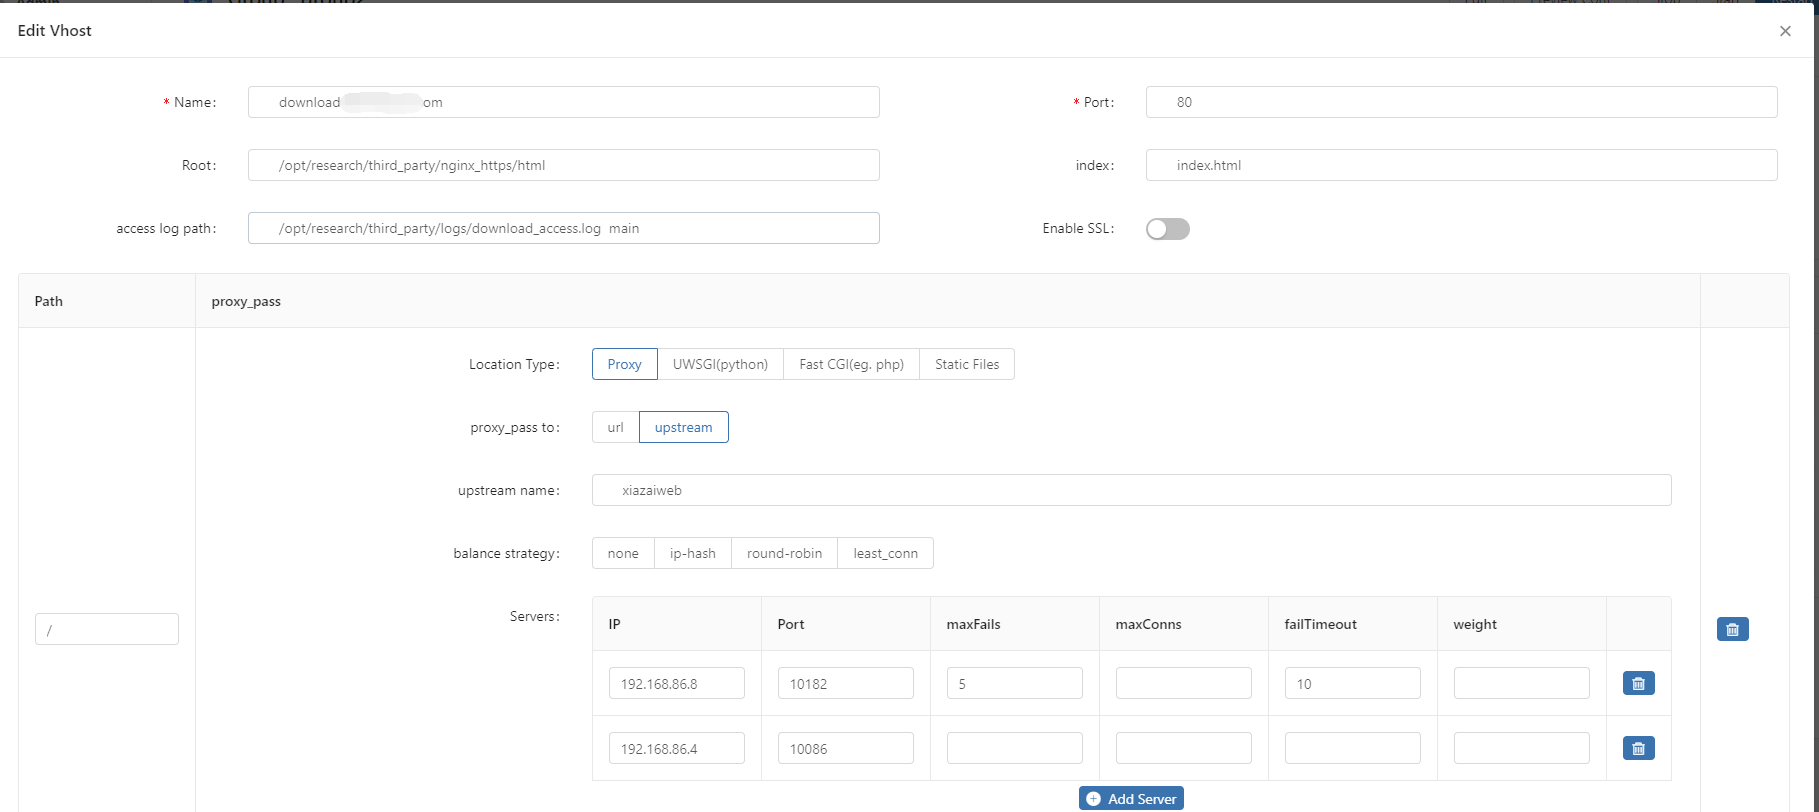 Edit Vhost
* Name: download om
* Port: 80
Root: /opt/research/third_party/nginx_https/html
index: index.html
access log path: /opt/research/third_party/logs/download_access.log main
Enable SSL:
Path proxy_pass
Location Type: Proxy UWSGI(python) Fast CGI(eg. php) Static Files
proxy_pass to: url upstream
upstream name: xiazaiweb
balance strategy: none ip-hash round-robin least_conn
/
Servers: IP Port maxFails maxConns failTimeout weight
192.168.86.8 10182 5 10
192.168.86.4 10086
Add Server